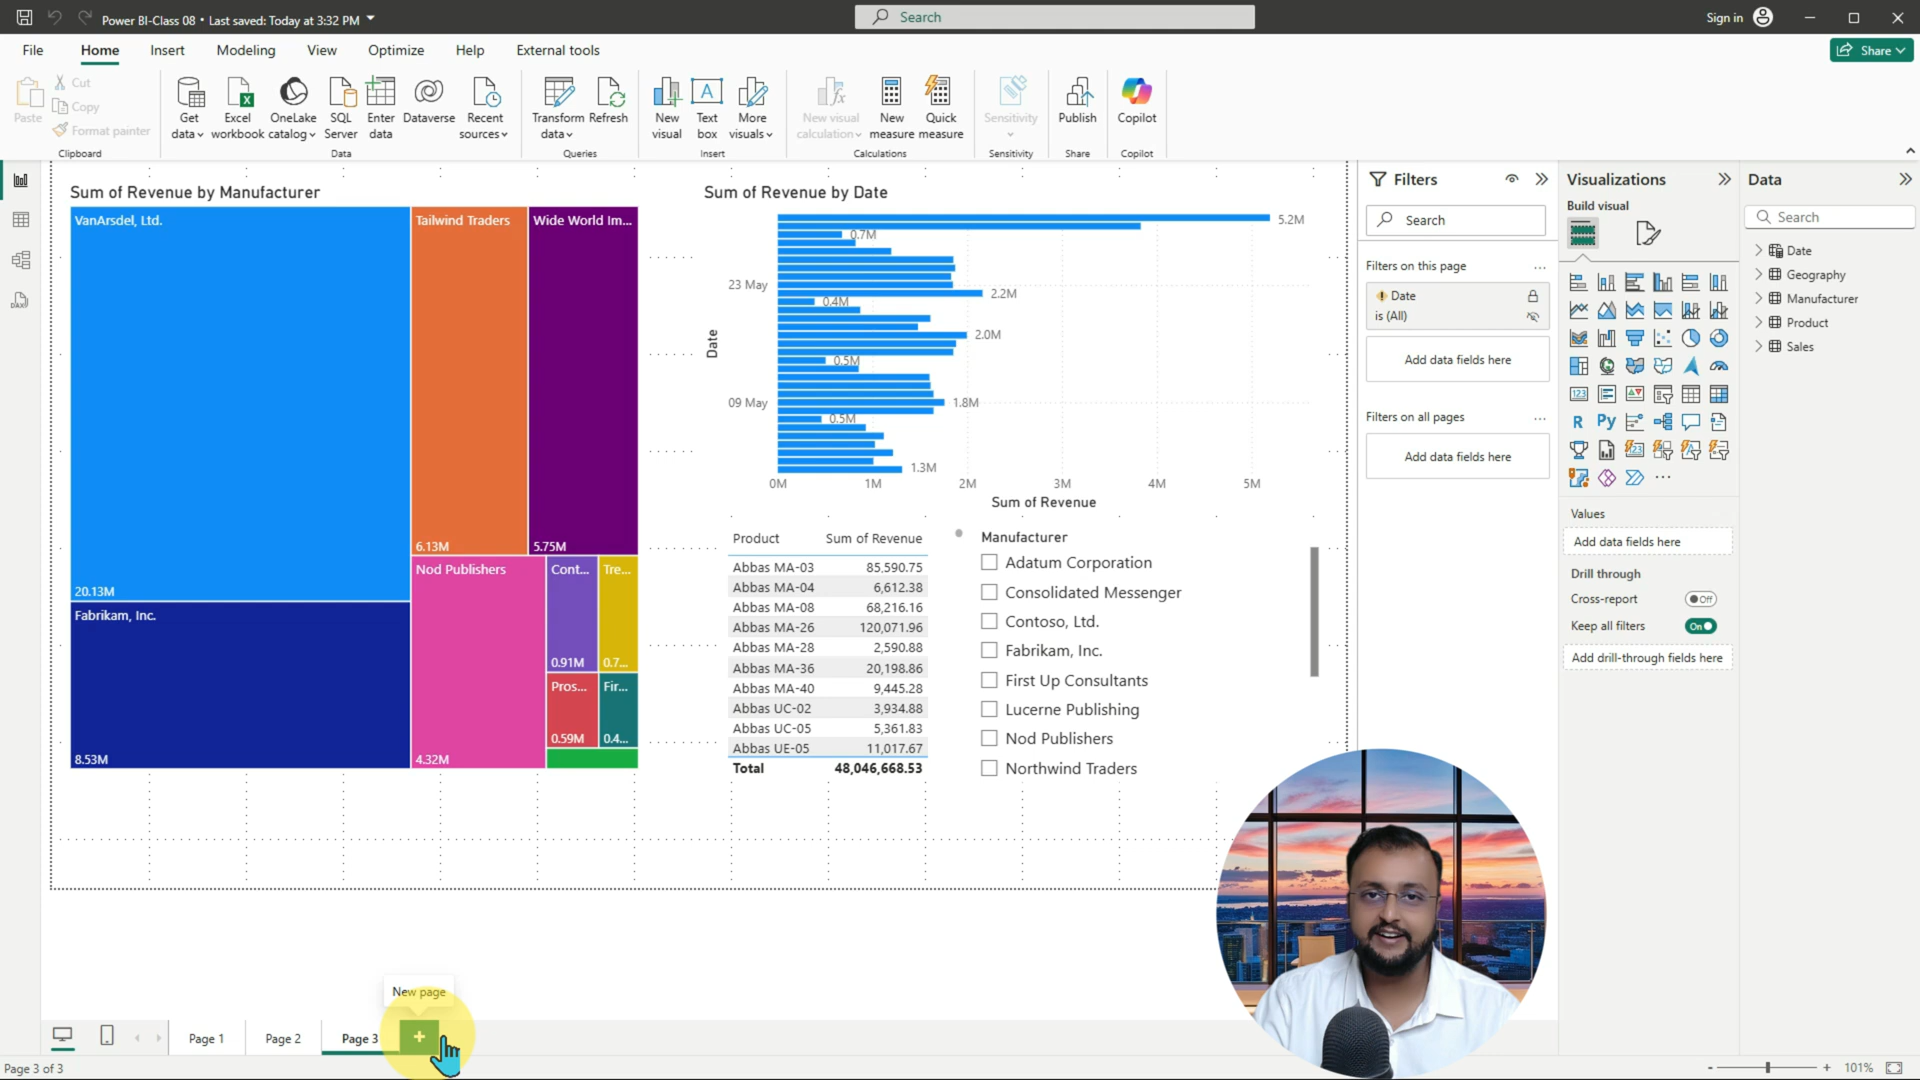 Power BI-Class 08 • Last saved: Today at 3:32 PM
Search
Sign in
File
Home
Insert
Modeling
View
Optimize
Help
External tools
Share
Paste
Cut
Copy
Format painter
Clipboard
Get data
Excel workbook
OneLake catalog
SQL Server
Enter data
Dataverse
Recent sources
Data
Transform data
Refresh
Queries
New visual
Text box
More visuals
Insert
New visual calculation
New measure
Quick measure
Calculations
Sensitivity
Sensitivity
Publish
Share
Copilot
Copilot
Sum of Revenue by Manufacturer
VanArsdel, Ltd.
20.13M
Tailwind Traders
6.13M
Wide World Im...
5.75M
Fabrikam, Inc.
8.53M
Nod Publishers
4.32M
Cont...
0.91M
Tre...
0.7...
Pros...
0.59M
Fir...
0.4...
Sum of Revenue by Date
5.2M
0.7M
23 May
2.2M
0.4M
2.0M
Date
0.5M
09 May
1.8M
0.5M
1.3M
0M 1M 2M 3M 4M 5M
Sum of Revenue
Product Sum of Revenue
Abbas MA-03 85,590.75
Abbas MA-04 6,612.38
Abbas MA-08 68,216.16
Abbas MA-26 120,071.96
Abbas MA-28 2,590.88
Abbas MA-36 20,198.86
Abbas MA-40 9,445.28
Abbas UC-02 3,934.88
Abbas UC-05 5,361.83
Abbas UE-05 11,017.67
Total 48,046,668.53
Manufacturer
Adatum Corporation
Consolidated Messenger
Contoso, Ltd.
Fabrikam, Inc.
First Up Consultants
Lucerne Publishing
Nod Publishers
Northwind Traders
Filters
Search
Filters on this page
...
Date
is (All)
Add data fields here
Filters on all pages
...
Add data fields here
Visualizations
Build visual
123
R
Py
...
Values
Add data fields here
Drill through
Cross-report
Off
Keep all filters
On
Add drill-through fields here
Data
Search
Date
Geography
Manufacturer
Product
Sales
New page
Page 1
Page 2
Page 3
+
Page 3 of 3
- + 101%